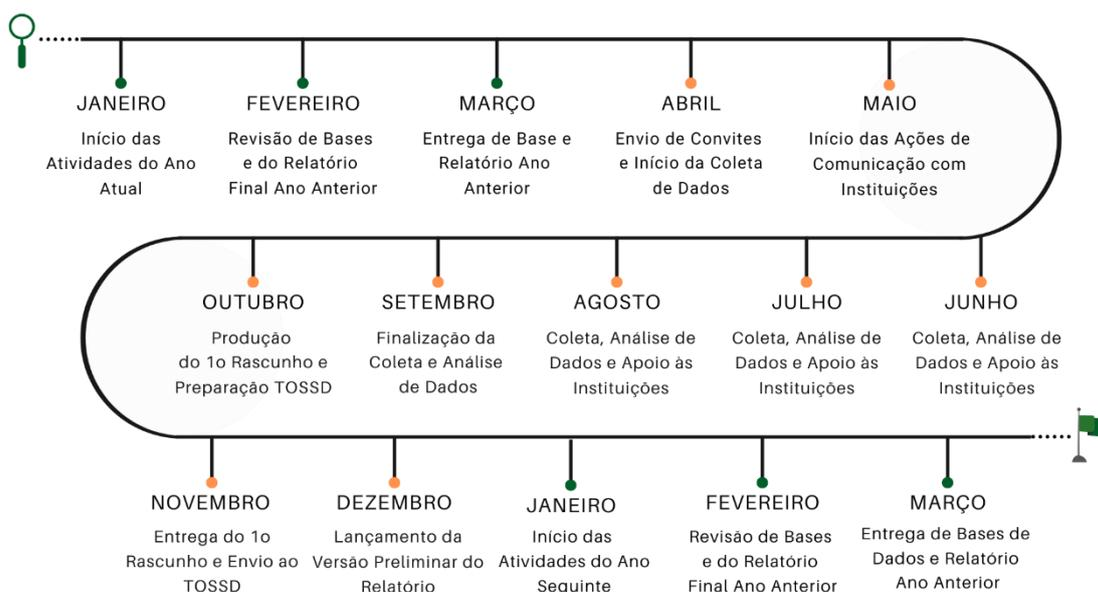 JANEIRO
Início das
Atividades do Ano
Atual
FEVEREIRO
Revisão de Bases
e do Relatório
Final Ano Anterior
MARÇO
Entrega de Base e
Relatório Ano
Anterior
ABRIL
Envio de Convites
e Início da Coleta
de Dados
MAIO
Início das Ações de
Comunicação com
Instituições
JUNHO
Coleta, Análise de
Dados e Apoio às
Instituições
JULHO
Coleta, Análise de
Dados e Apoio às
Instituições
AGOSTO
Coleta, Análise de
Dados e Apoio às
Instituições
SETEMBRO
Finalização da
Coleta e Análise
de Dados
OUTUBRO
Produção
do 1o Rascunho e
Preparação TOSSD
NOVEMBRO
Entrega do 1o
Rascunho e Envio ao
TOSSD
DEZEMBRO
Lançamento da
Versão Preliminar do
Relatório
JANEIRO
Início das
Atividades do Ano
Seguinte
FEVEREIRO
Revisão de Bases
e do Relatório
Final Ano Anterior
MARÇO
Entrega de Bases de
Dados e Relatório
Ano Anterior